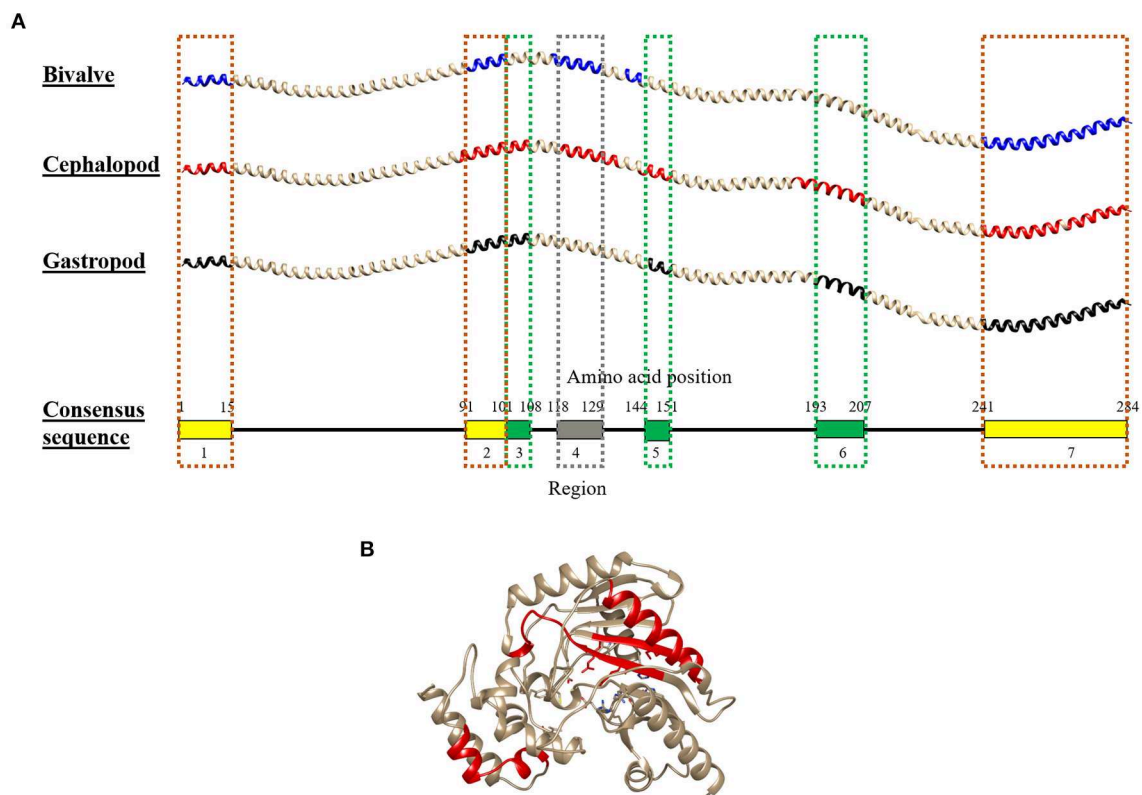 A
Bivalve
Cephalopod
Gastropod
Amino acid position
Consensus
sequence
1 15 91 101 108 118 129 144 151 193 207 241 284
1 2 3 4 5 6 7
Region
B